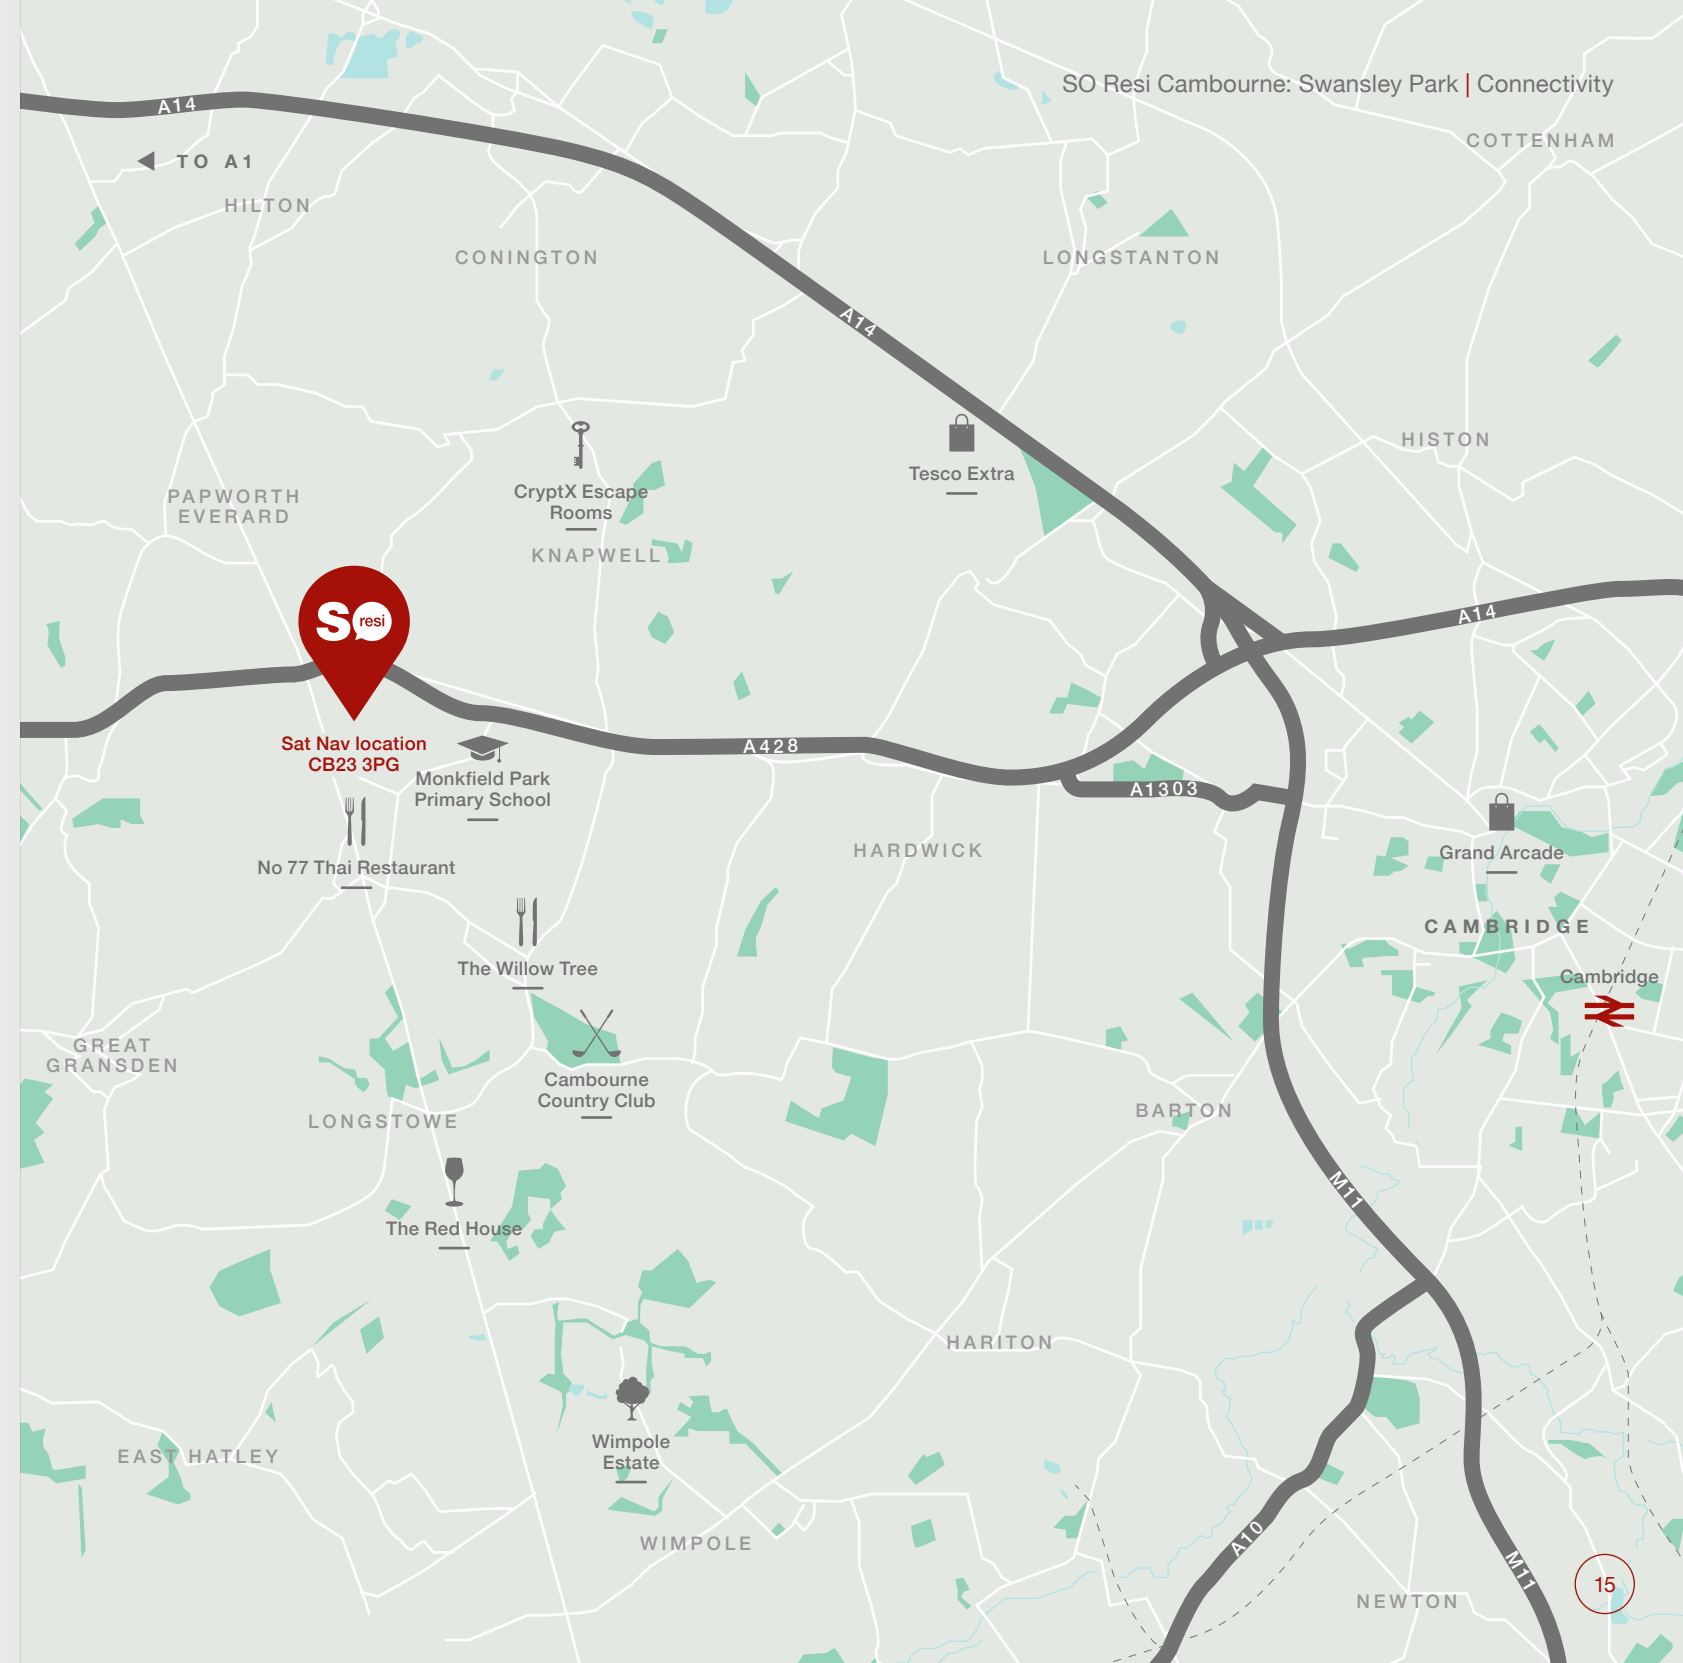 SO Resi Cambourne: Swansley Park | Connectivity
A14
TO A1
COTTENHAM
HILTON
CONINGTON
LONGSTANTON
A14
HISTON
Tesco Extra
CryptX Escape
Rooms
PAPWORTH
EVERARD
KNAPWELL
A14
SO resi
Sat Nav location
CB23 3PG
A428
Monkfield Park
Primary School
A1303
HARDWICK
Grand Arcade
No 77 Thai Restaurant
CAMBRIDGE
The Willow Tree
Cambridge
GREAT
GRANSDEN
Cambourne
Country Club
LONGSTOWE
BARTON
M11
The Red House
HARITON
Wimpole
Estate
EAST HATLEY
WIMPOLE
A10
M11
15
NEWTON